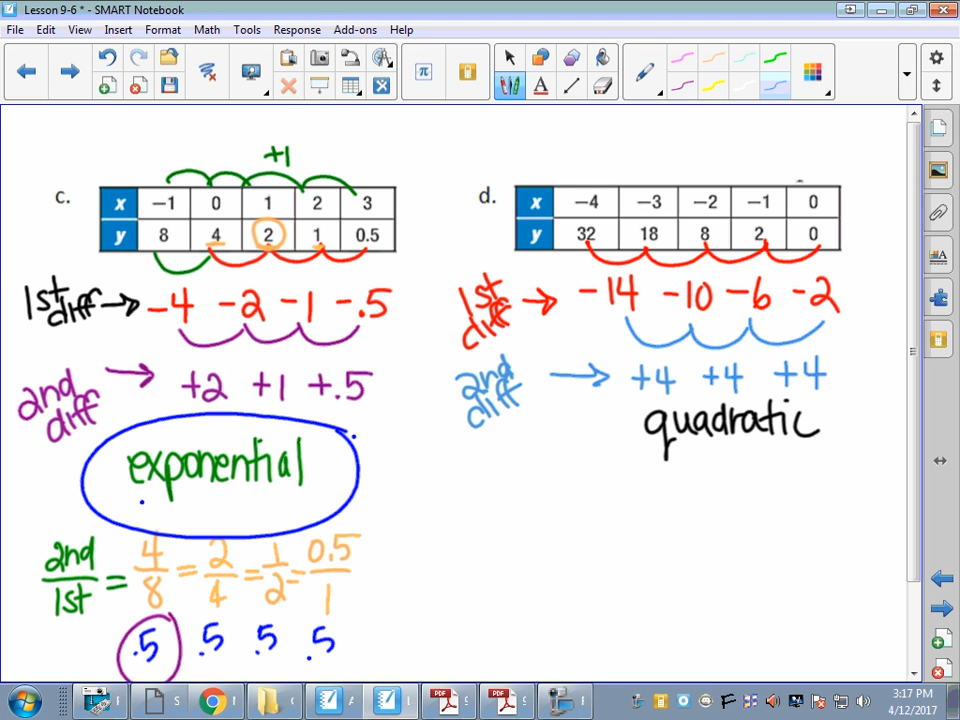 Lesson 9-6 * - SMART Notebook
File Edit View Insert Format Math Tools Response Add-ons Help
+1
c.
x −1 0 1 2 3
y 8 4 2 1 0.5
1st diff → -4 -2 -1 -.5
2nd diff → +2 +1 +.5
exponential
2nd/1st = 4/8 = 2/4 = 1/2 = 0.5/1
.5 .5 .5 .5
d.
x −4 −3 −2 −1 0
y 32 18 8 2 0
1st diff → -14 -10 -6 -2
2nd diff → +4 +4 +4
quadratic
3:17 PM
4/12/2017